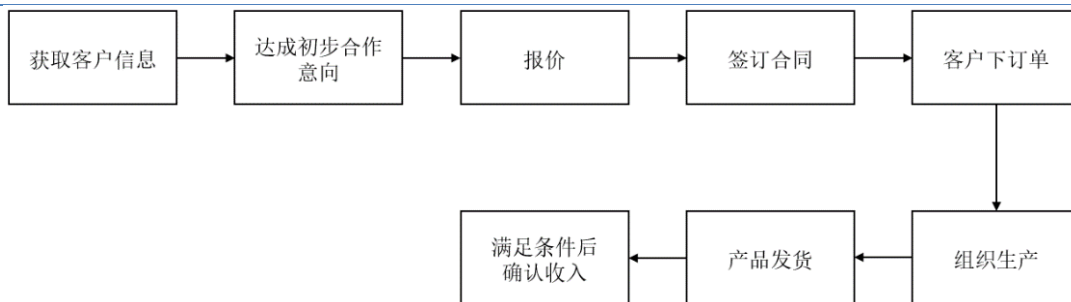 获取客户信息
达成初步合作
意向
报价
签订合同
客户下订单
组织生产
产品发货
满足条件后
确认收入